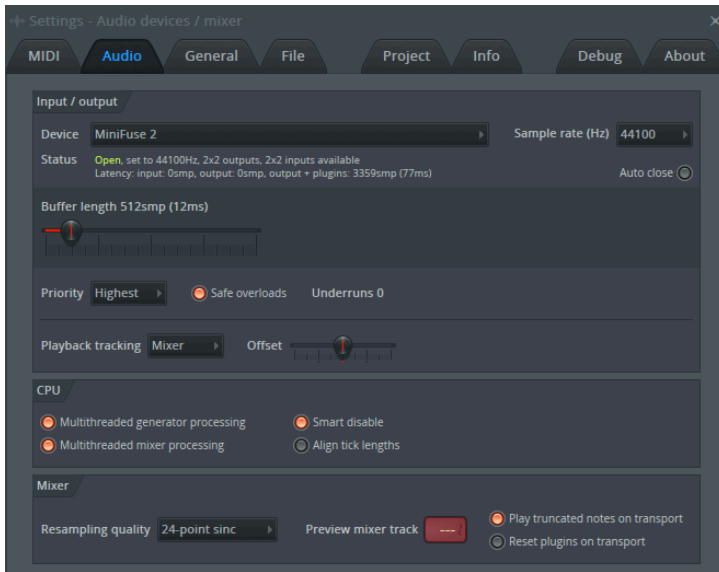 Settings - Audio devices / mixer
MIDI Audio General File Project Info Debug About
Input / output
Device MiniFuse 2 Sample rate (Hz) 44100
Status Open, set to 44100Hz, 2x2 outputs, 2x2 inputs available
Latency: input: 0smp, output: 0smp, output + plugins: 3359smp (77ms)
Auto close
Buffer length 512smp (12ms)
Priority Highest Safe overloads Underruns 0
Playback tracking Mixer Offset
CPU
Multithreaded generator processing Smart disable
Multithreaded mixer processing Align tick lengths
Mixer
Resampling quality 24-point sinc Preview mixer track --- Play truncated notes on transport
Reset plugins on transport